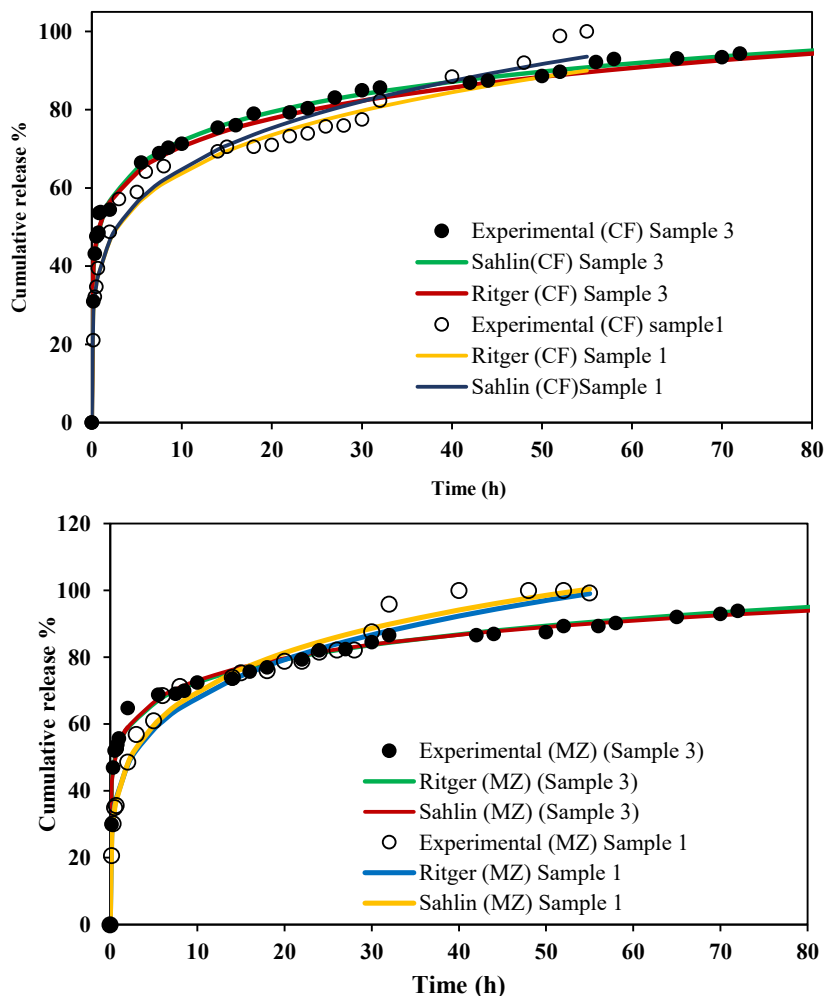 Cumulative release %
100
80
60
40
20
0
Experimental (CF) Sample 3
Sahlin(CF) Sample 3
Ritger (CF) Sample 3
Experimental (CF) sample1
Ritger (CF) Sample 1
Sahlin (CF)Sample 1
0 10 20 30 40 50 60 70 80
Time (h)
Cumulative release %
120
100
80
60
40
20
0
Experimental (MZ) (Sample 3)
Ritger (MZ) (Sample 3)
Sahlin (MZ) (Sample 3)
Experimental (MZ) Sample 1
Ritger (MZ) Sample 1
Sahlin (MZ) Sample 1
0 10 20 30 40 50 60 70 80
Time (h)